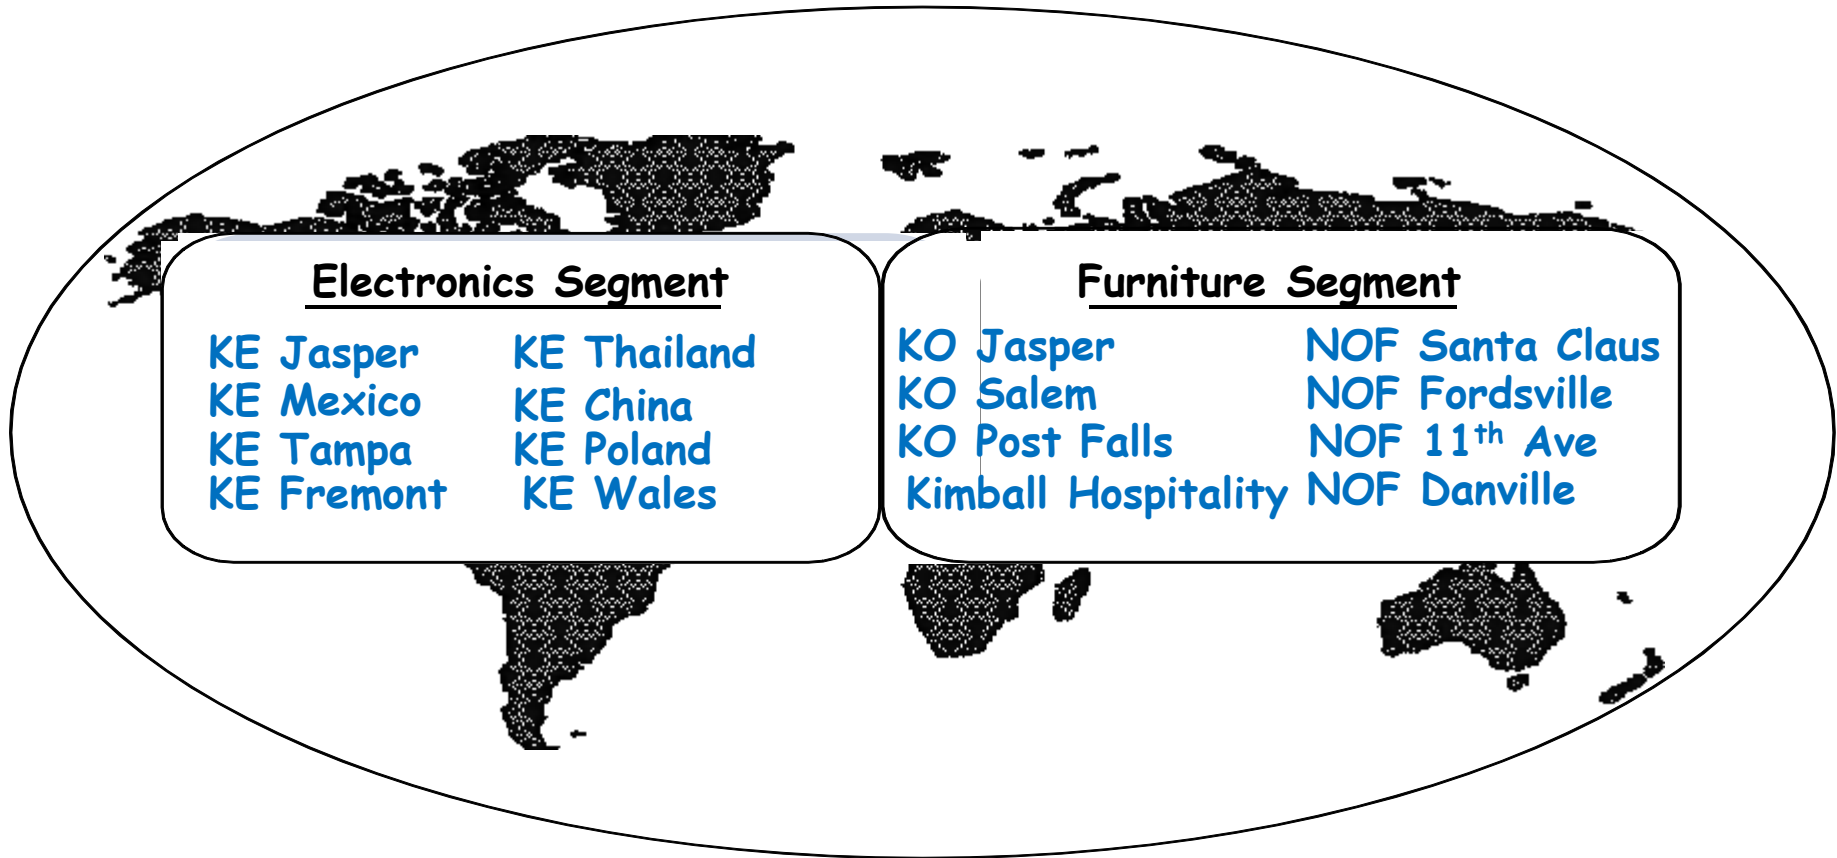 Electronics Segment
KE Jasper
KE Mexico
KE Tampa
KE Fremont
KE Thailand
KE China
KE Poland
KE Wales
Furniture Segment
KO Jasper
KO Salem
KO Post Falls
Kimball Hospitality
NOF Santa Claus
NOF Fordsville
NOF 11th Ave
NOF Danville